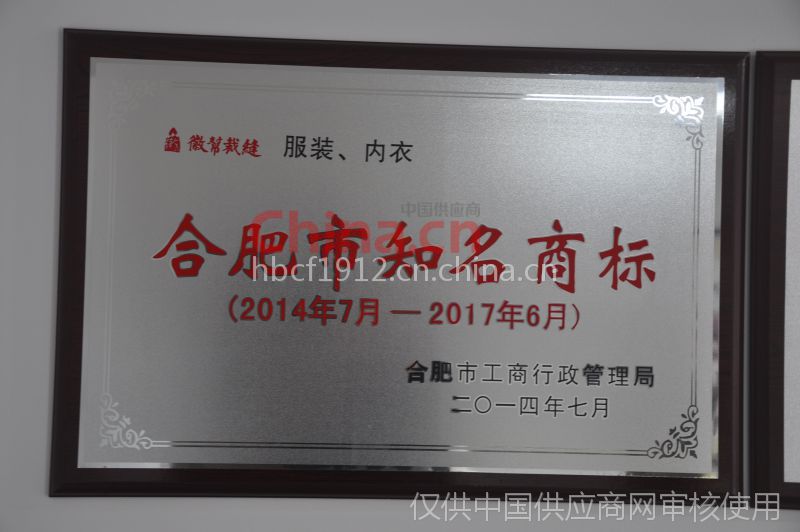 徽幫裁縫 服装、内衣
中国供应商
China.cn
合肥市知名商标
hbcf1912.cn.china.cn
(2014年7月—2017年6月)
合肥市工商行政管理局
二〇一四年七月
仅供中国供应商网审核使用